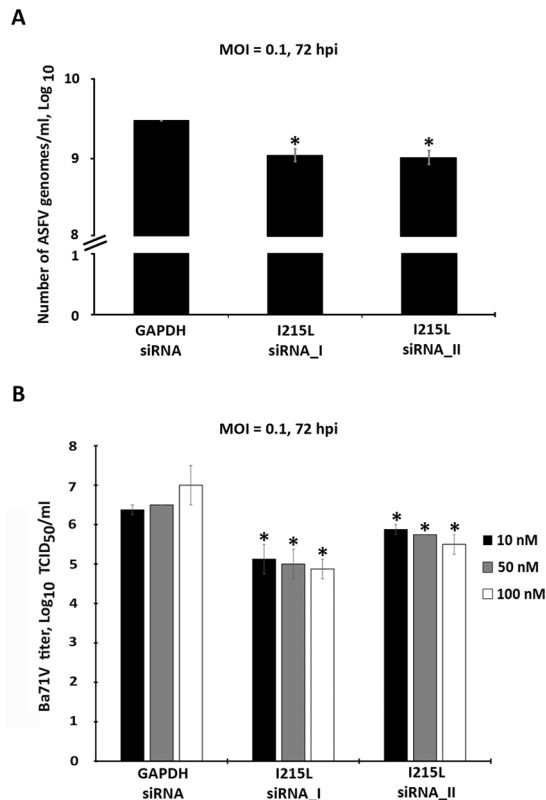 A
MOI = 0.1, 72 hpi
Number of ASFV genomes/ml, Log 10
10
9
8
1
0
*
*
GAPDH siRNA
I215L siRNA_I
I215L siRNA_II
B
MOI = 0.1, 72 hpi
Ba71V titer, Log10 TCID50/ml
8
7
6
5
4
3
2
1
0
* * *
* * *
10 nM
50 nM
100 nM
GAPDH siRNA
I215L siRNA_I
I215L siRNA_II